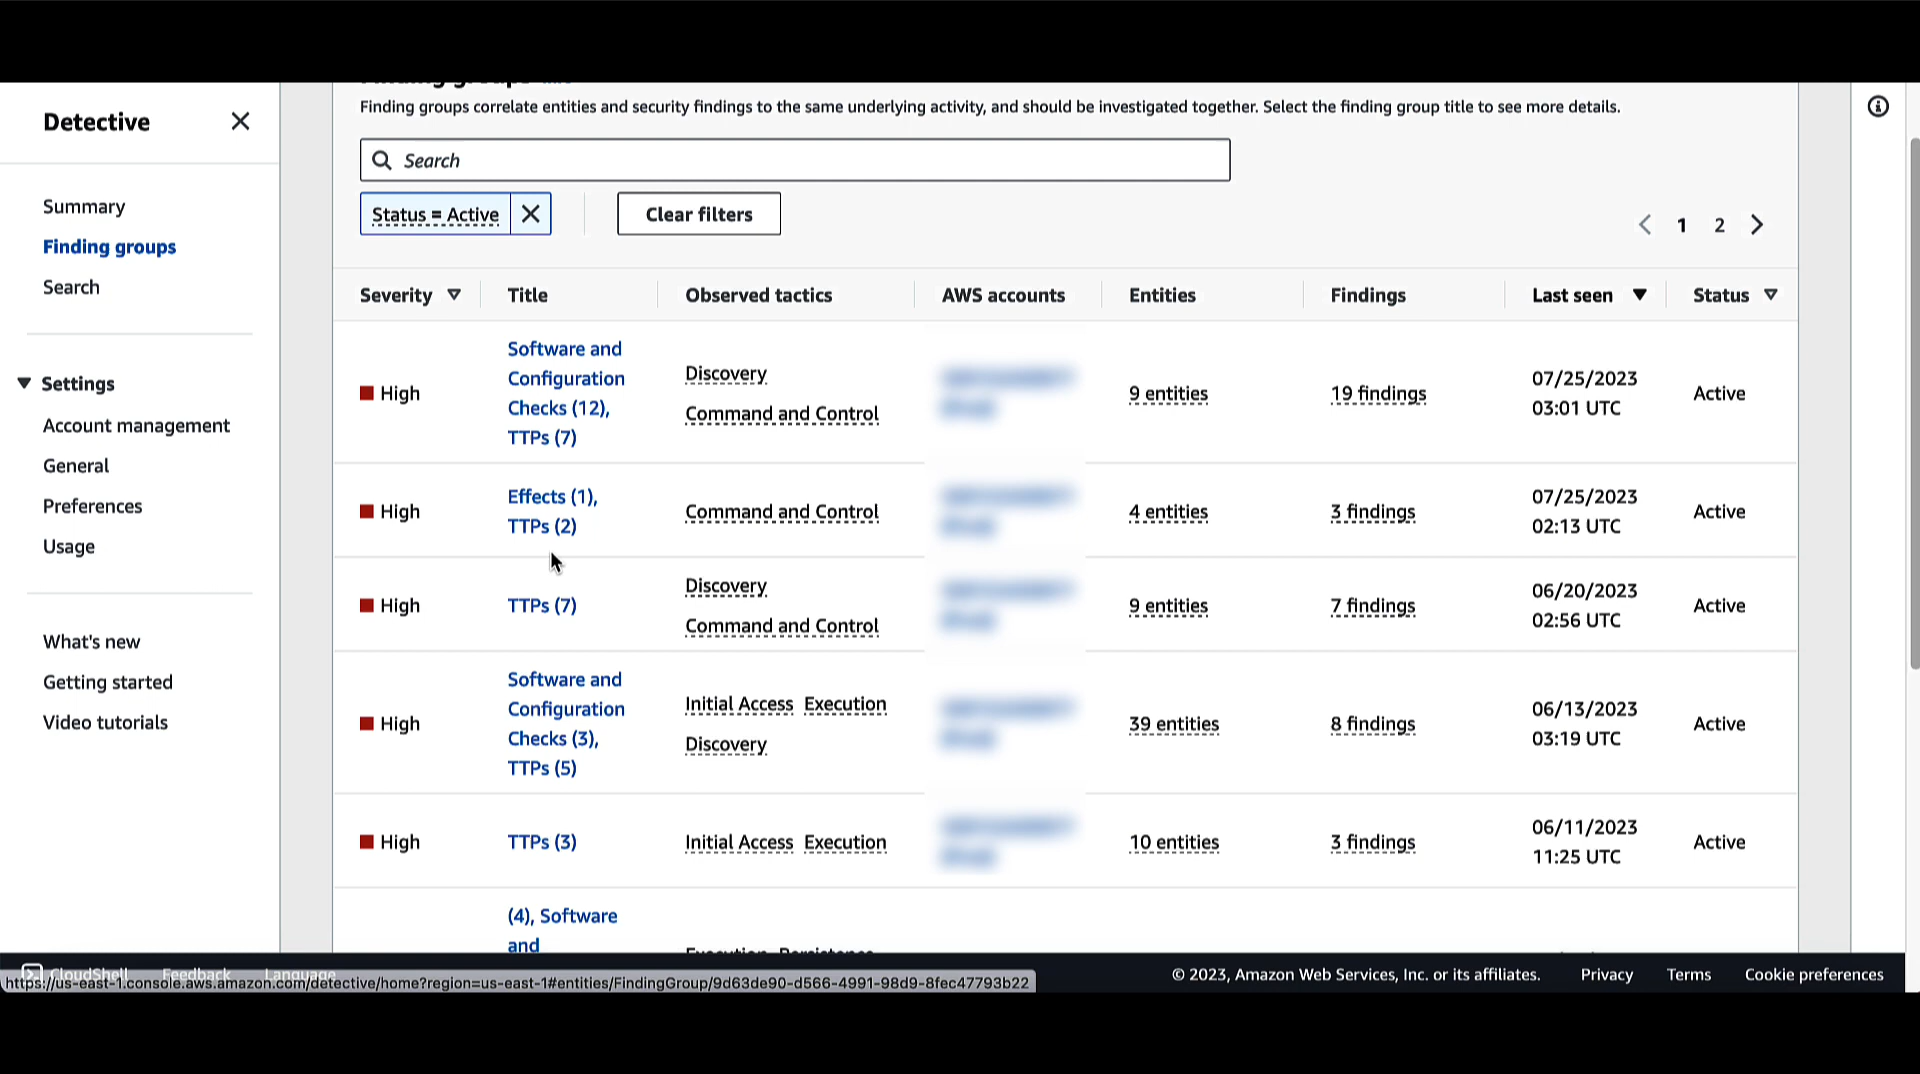 Detective
Summary
Finding groups
Search
Settings
Account management
General
Preferences
Usage
What's new
Getting started
Video tutorials
Finding groups correlate entities and security findings to the same underlying activity, and should be investigated together. Select the finding group title to see more details.
Search
Status = Active
Clear filters
1 2
Severity Title Observed tactics AWS accounts Entities Findings Last seen Status
High
Software and
Configuration
Checks (12),
TTPs (7)
Discovery
Command and Control
9 entities
19 findings
07/25/2023
03:01 UTC
Active
High
Effects (1),
TTPs (2)
Command and Control
4 entities
3 findings
07/25/2023
02:13 UTC
Active
High
TTPs (7)
Discovery
Command and Control
9 entities
7 findings
06/20/2023
02:56 UTC
Active
High
Software and
Configuration
Checks (3),
TTPs (5)
Initial Access Execution
Discovery
39 entities
8 findings
06/13/2023
03:19 UTC
Active
High
TTPs (3)
Initial Access Execution
10 entities
3 findings
06/11/2023
11:25 UTC
Active
(4), Software
and
Execution Persistence
CloudShell Feedback Language
© 2023, Amazon Web Services, Inc. or its affiliates. Privacy Terms Cookie preferences
https://us-east-1.console.aws.amazon.com/detective/home?region=us-east-1#entities/FindingGroup/9d63de90-d566-4991-98d9-8fec47793b22